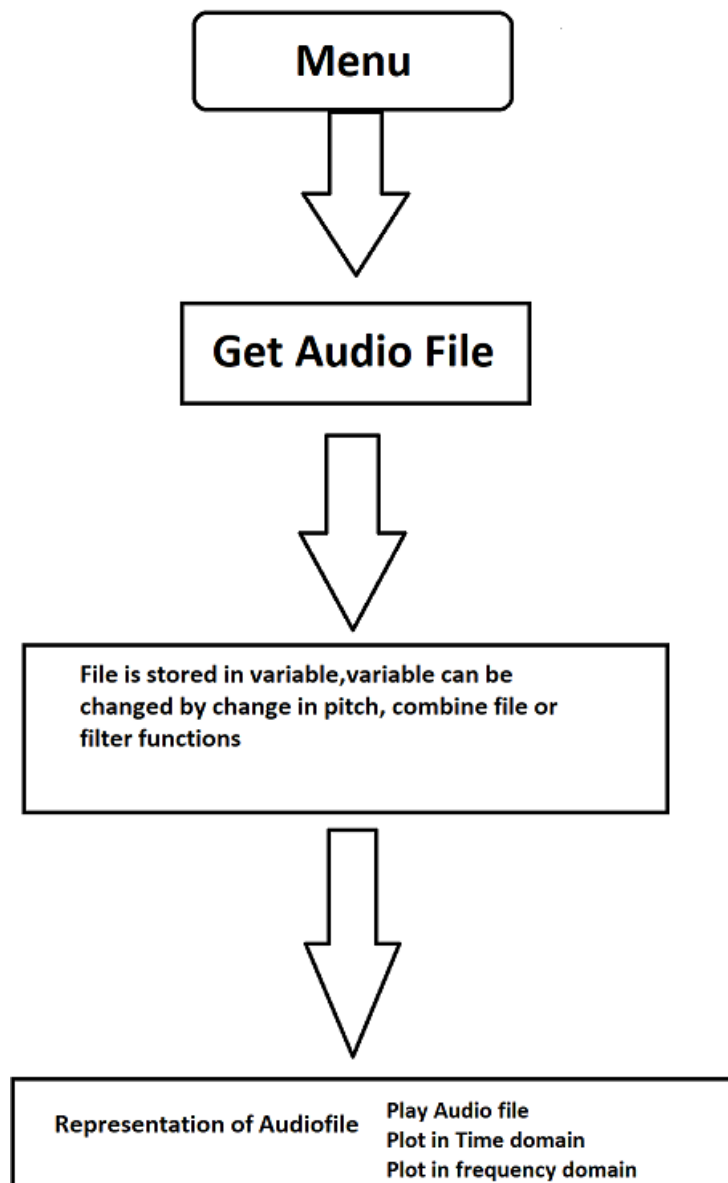 Menu
Get Audio File
File is stored in variable,variable can be
changed by change in pitch, combine file or
filter functions
Representation of Audiofile
Play Audio file
Plot in Time domain
Plot in frequency domain